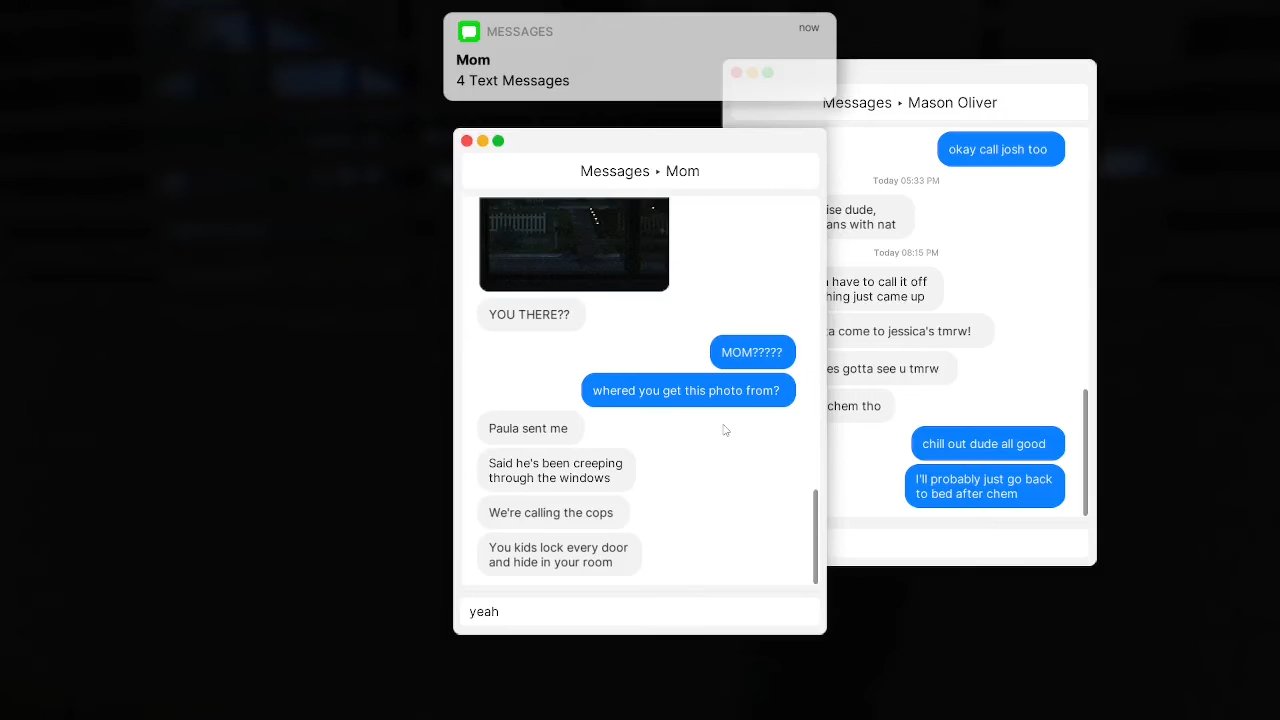 MESSAGES
now
Mom
4 Text Messages
Messages ▸ Mason Oliver
okay call josh too
Today 05:33 PM
ise dude,
ans with nat
Today 08:15 PM
have to call it off
hing just came up
a come to jessica's tmrw!
es gotta see u tmrw
chem tho
chill out dude all good
I'll probably just go back
to bed after chem
Messages ▸ Mom
YOU THERE??
MOM?????
whered you get this photo from?
Paula sent me
Said he's been creeping
through the windows
We're calling the cops
You kids lock every door
and hide in your room
yeah